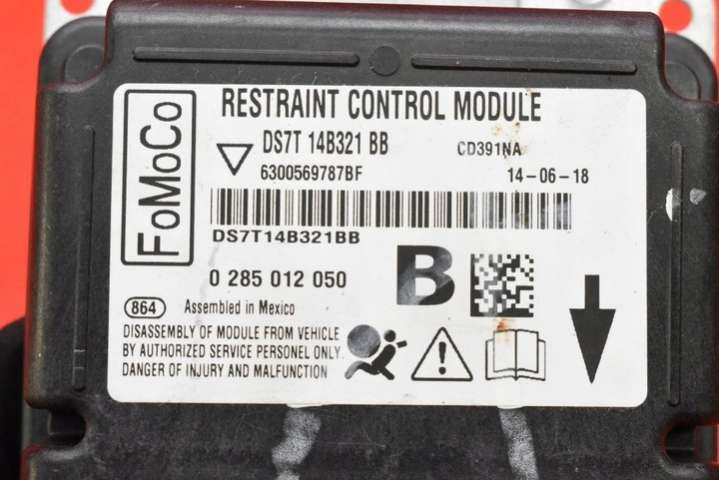 FoMoCo
RESTRAINT CONTROL MODULE
DS7T 14B321 BB CD391NA
6300569787BF 14-06-18
DS7T14B321BB
0 285 012 050 B
864 Assembled in Mexico
DISASSEMBLY OF MODULE FROM VEHICLE
BY AUTHORIZED SERVICE PERSONEL ONLY.
DANGER OF INJURY AND MALFUNCTION